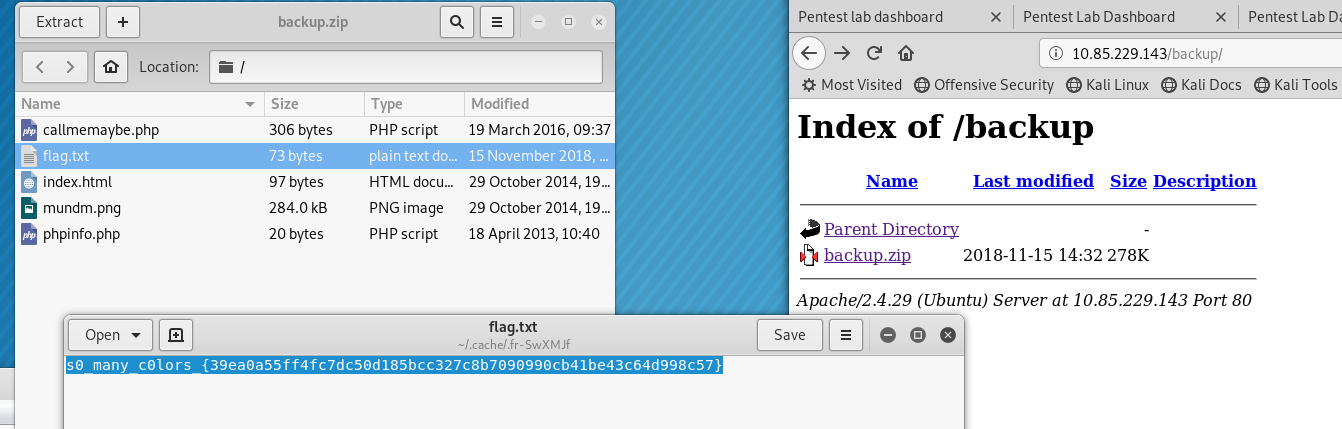 Extract + backup.zip
Location: /
Name Size Type Modified
callmemaybe.php 306 bytes PHP script 19 March 2016, 09:37
flag.txt 73 bytes plain text do... 15 November 2018, ...
index.html 97 bytes HTML docu... 29 October 2014, 19...
mundm.png 284.0 kB PNG image 29 October 2014, 19...
phpinfo.php 20 bytes PHP script 18 April 2013, 10:40
Open flag.txt Save
~/.cache/.fr-SwXMJf
s0_many_c0lors_{39ea0a55ff4fc7dc50d185bcc327c8b7090990cb41be43c64d998c57}
Pentest lab dashboard Pentest Lab Dashboard Pentest Lab Da
10.85.229.143/backup/
Most Visited Offensive Security Kali Linux Kali Docs Kali Tools
Index of /backup
Name Last modified Size Description
Parent Directory -
backup.zip 2018-11-15 14:32 278K
Apache/2.4.29 (Ubuntu) Server at 10.85.229.143 Port 80